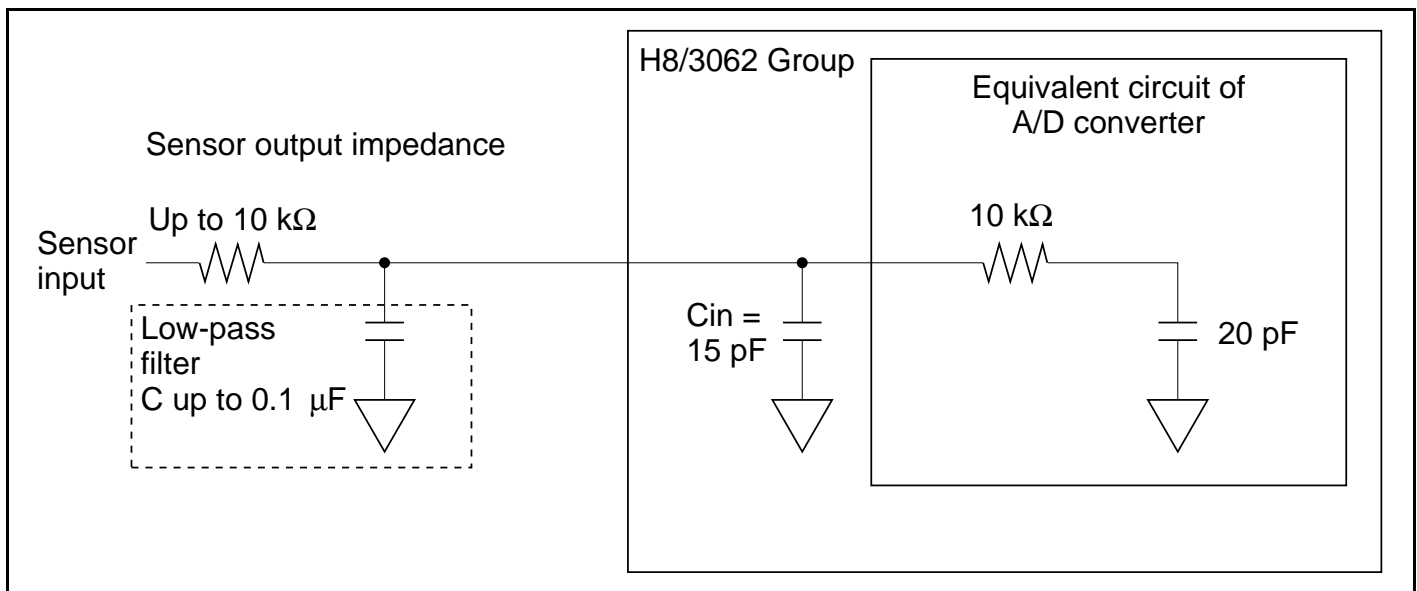 H8/3062 Group
Equivalent circuit of
A/D converter
Sensor output impedance
Up to 10 kΩ
10 kΩ
Sensor
input
Low-pass
filter
C up to 0.1 μF
Cin =
15 pF
20 pF